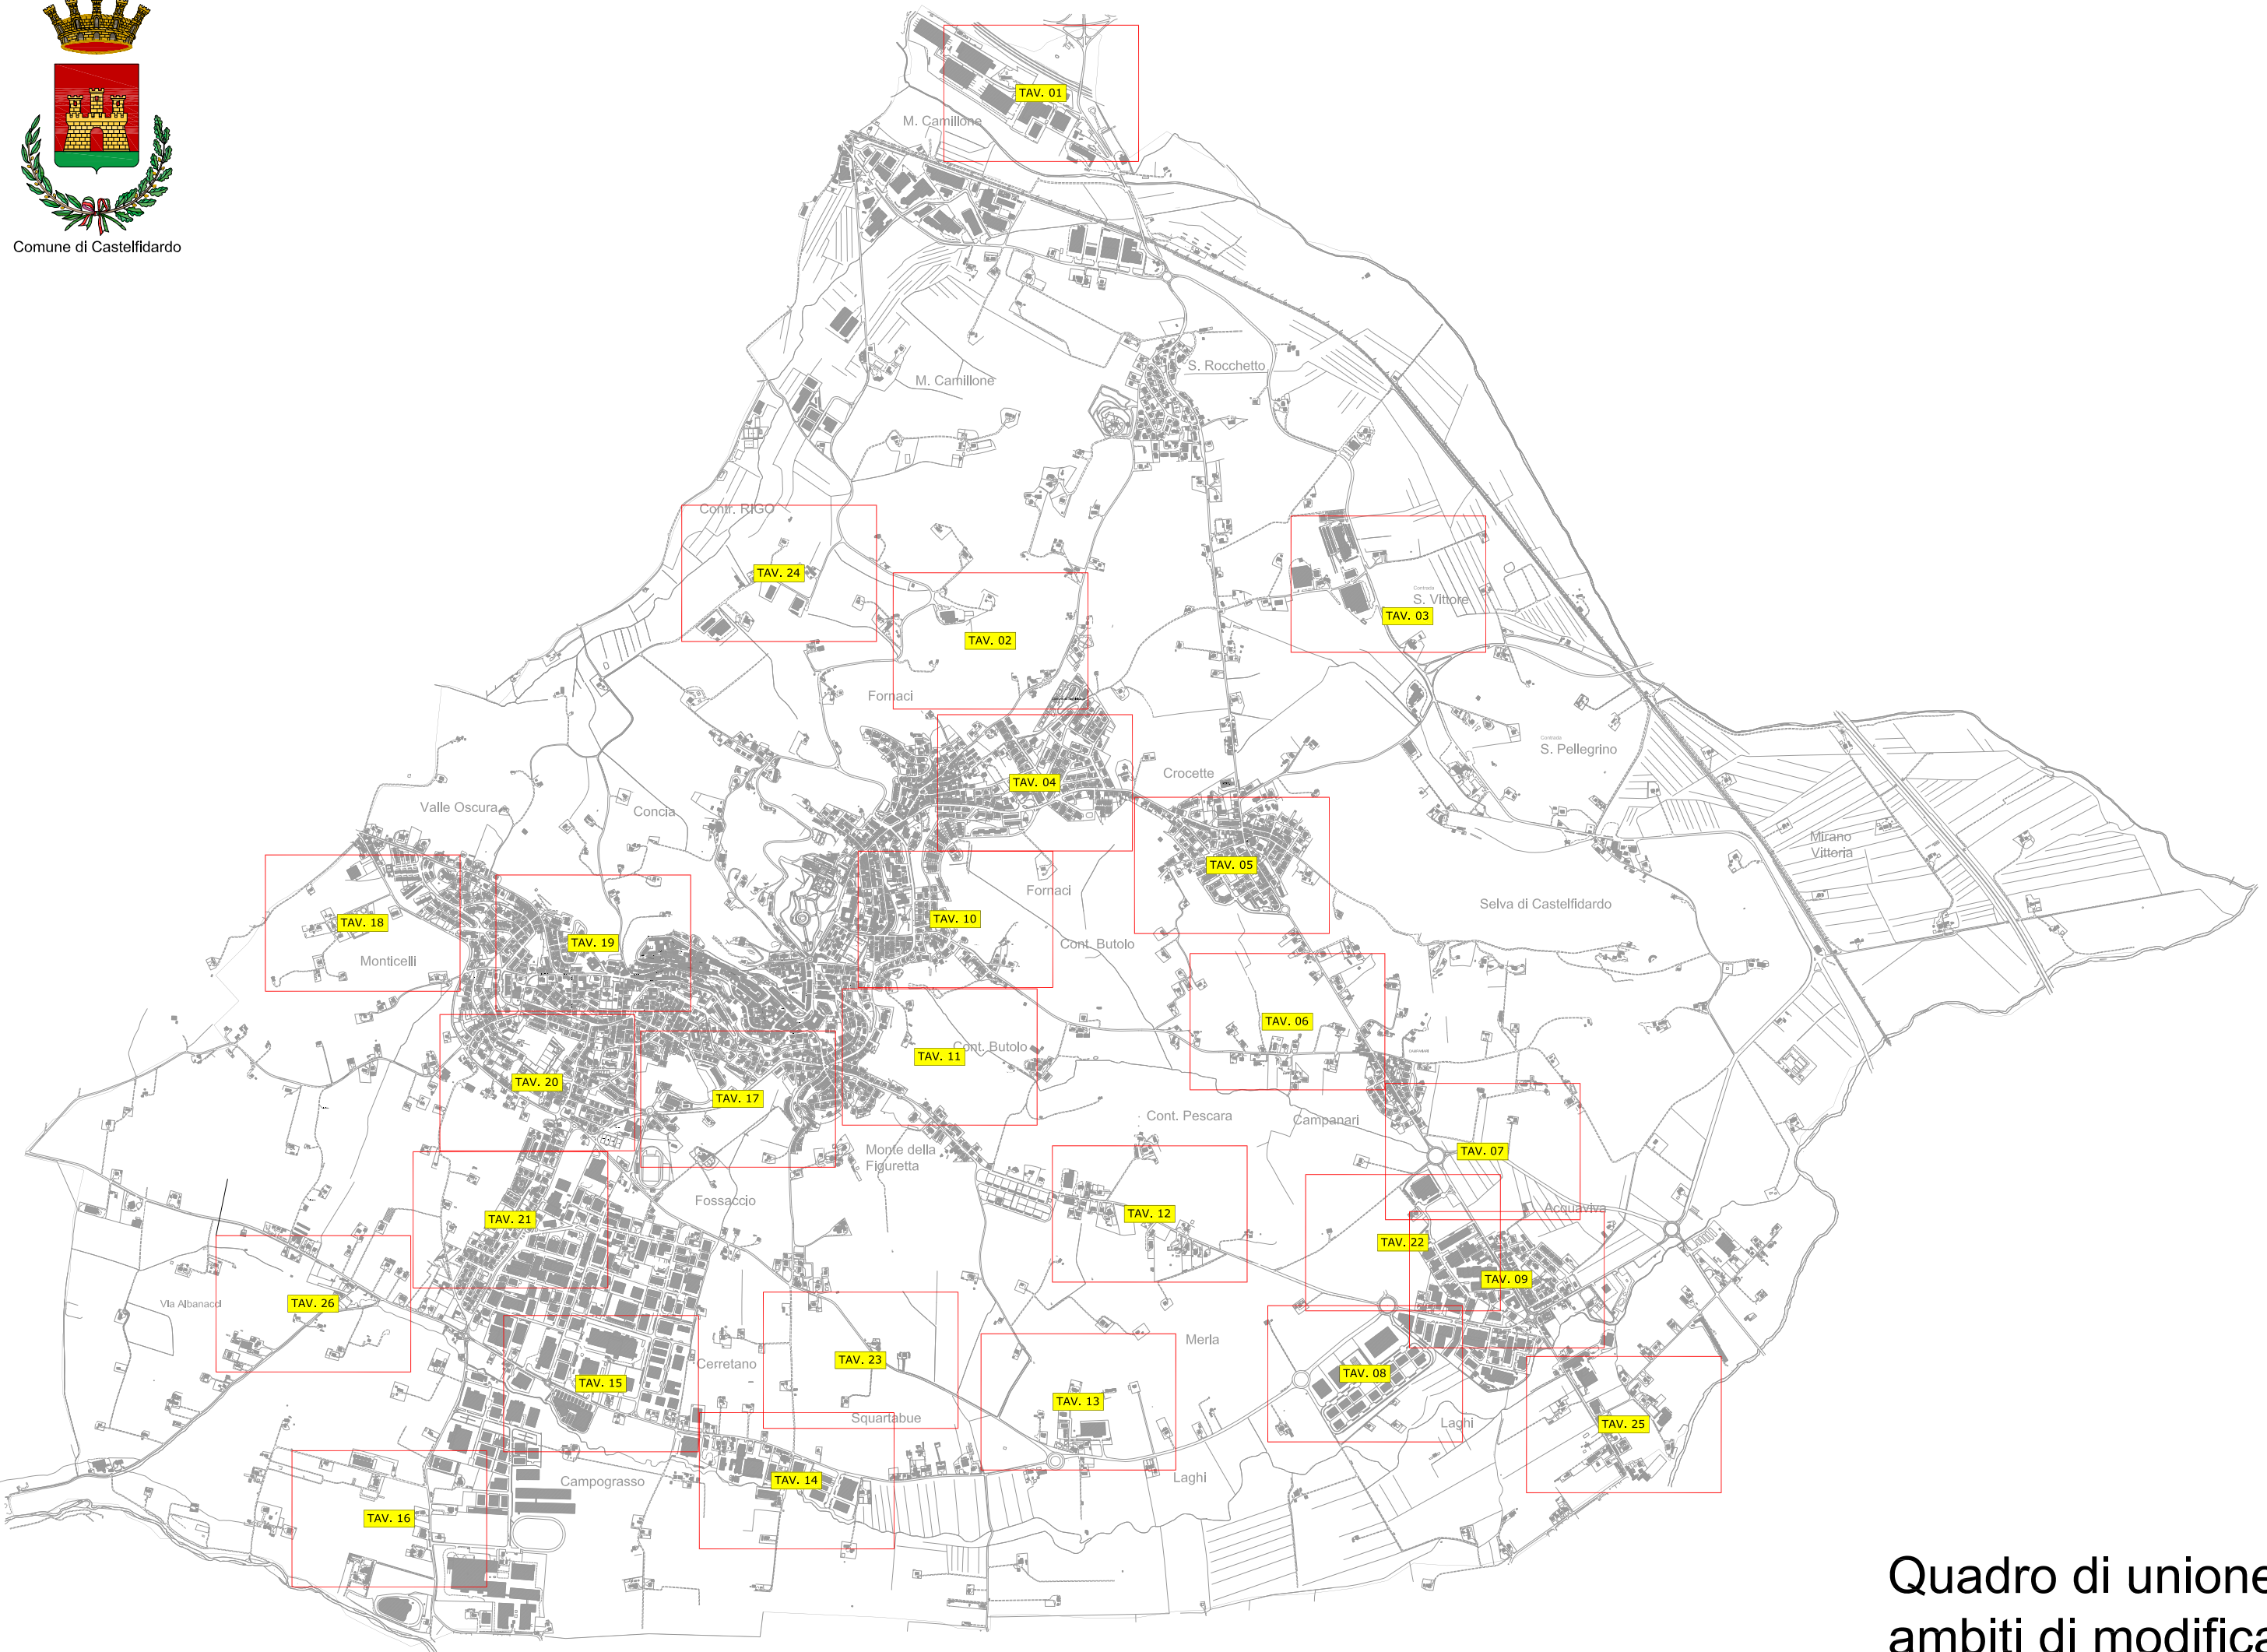 Comune di Castelfidardo
TAV. 01
M. Camillone
S. Rocchetto
M. Camillone
Contr. RIGO
TAV. 24
Contrada
S. Vittore
TAV. 03
TAV. 02
Fornaci
Contrada
S. Pellegrino
Crocette
TAV. 04
Valle Oscura
Concia
Mirano
Vittoria
TAV. 05
Fornaci
Selva di Castelfidardo
TAV. 18
TAV. 10
TAV. 19
Cont. Butolo
Monticelli
TAV. 06
Cont. Butolo
TAV. 11
TAV. 20
TAV. 17
Cont. Pescara
Campanari
Monte della
Figuretta
TAV. 07
Fossaccio
Acquaviva
TAV. 12
TAV. 21
TAV. 22
TAV. 09
Via Albanacci
TAV. 26
Merla
Cerretano
TAV. 23
TAV. 08
TAV. 15
TAV. 13
Squartabue
Laghi
TAV. 25
Campograsso
TAV. 14
Laghi
TAV. 16
Quadro di unione
ambiti di modifica